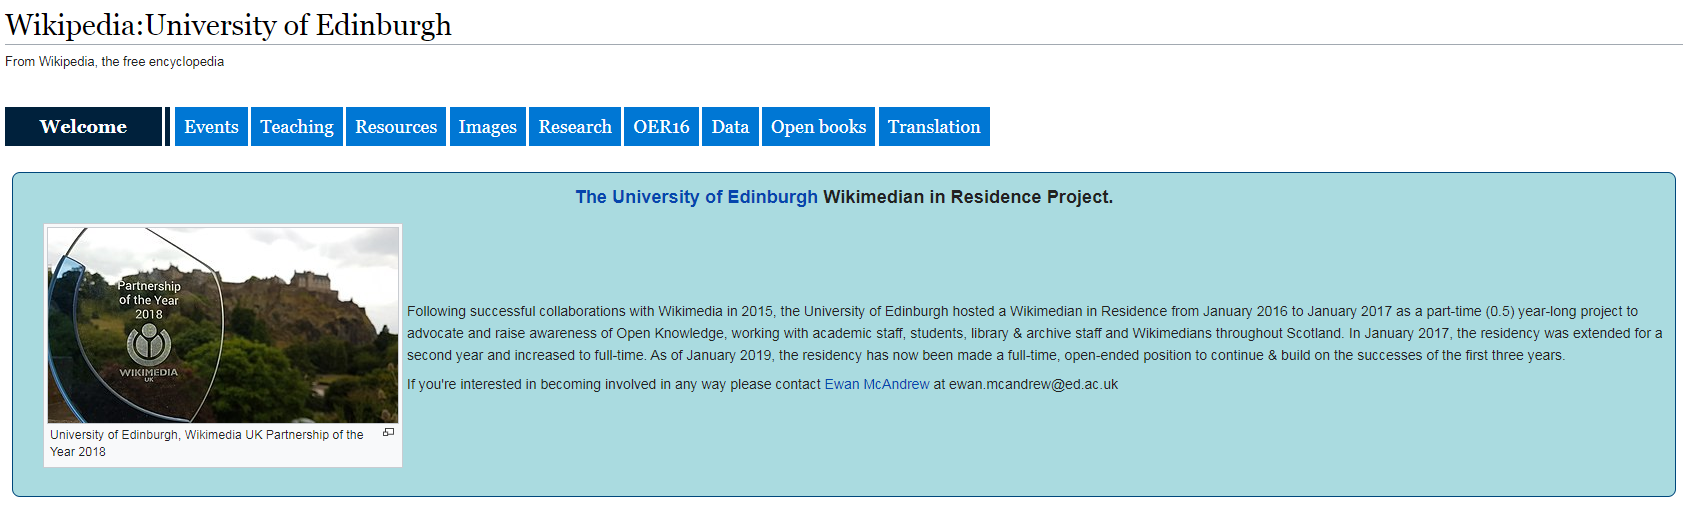 Wikipedia:University of Edinburgh
From Wikipedia, the free encyclopedia
Welcome
Events
Teaching
Resources
Images
Research
OER16
Data
Open books
Translation
The University of Edinburgh Wikimedian in Residence Project.
Partnership
of the Year
2018
WIKIMEDIA
UK
University of Edinburgh, Wikimedia UK Partnership of the
Year 2018
Following successful collaborations with Wikimedia in 2015, the University of Edinburgh hosted a Wikimedian in Residence from January 2016 to January 2017 as a part-time (0.5) year-long project to
advocate and raise awareness of Open Knowledge, working with academic staff, students, library & archive staff and Wikimedians throughout Scotland. In January 2017, the residency was extended for a
second year and increased to full-time. As of January 2019, the residency has now been made a full-time, open-ended position to continue & build on the successes of the first three years.
If you're interested in becoming involved in any way please contact Ewan McAndrew at ewan.mcandrew@ed.ac.uk